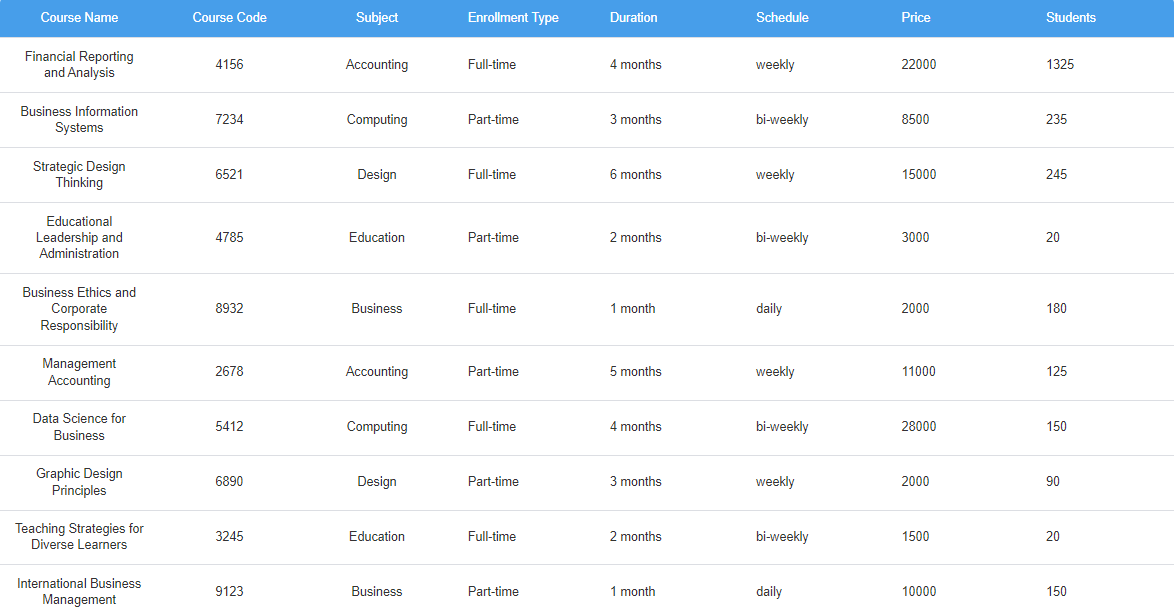 Course Name Course Code Subject Enrollment Type Duration Schedule Price Students
Financial Reporting
and Analysis 4156 Accounting Full-time 4 months weekly 22000 1325
Business Information
Systems 7234 Computing Part-time 3 months bi-weekly 8500 235
Strategic Design
Thinking 6521 Design Full-time 6 months weekly 15000 245
Educational
Leadership and 4785 Education Part-time 2 months bi-weekly 3000 20
Administration
Business Ethics and
Corporate 8932 Business Full-time 1 month daily 2000 180
Responsibility
Management
Accounting 2678 Accounting Part-time 5 months weekly 11000 125
Data Science for
Business 5412 Computing Full-time 4 months bi-weekly 28000 150
Graphic Design
Principles 6890 Design Part-time 3 months weekly 2000 90
Teaching Strategies for
Diverse Learners 3245 Education Full-time 2 months bi-weekly 1500 20
International Business
Management 9123 Business Part-time 1 month daily 10000 150